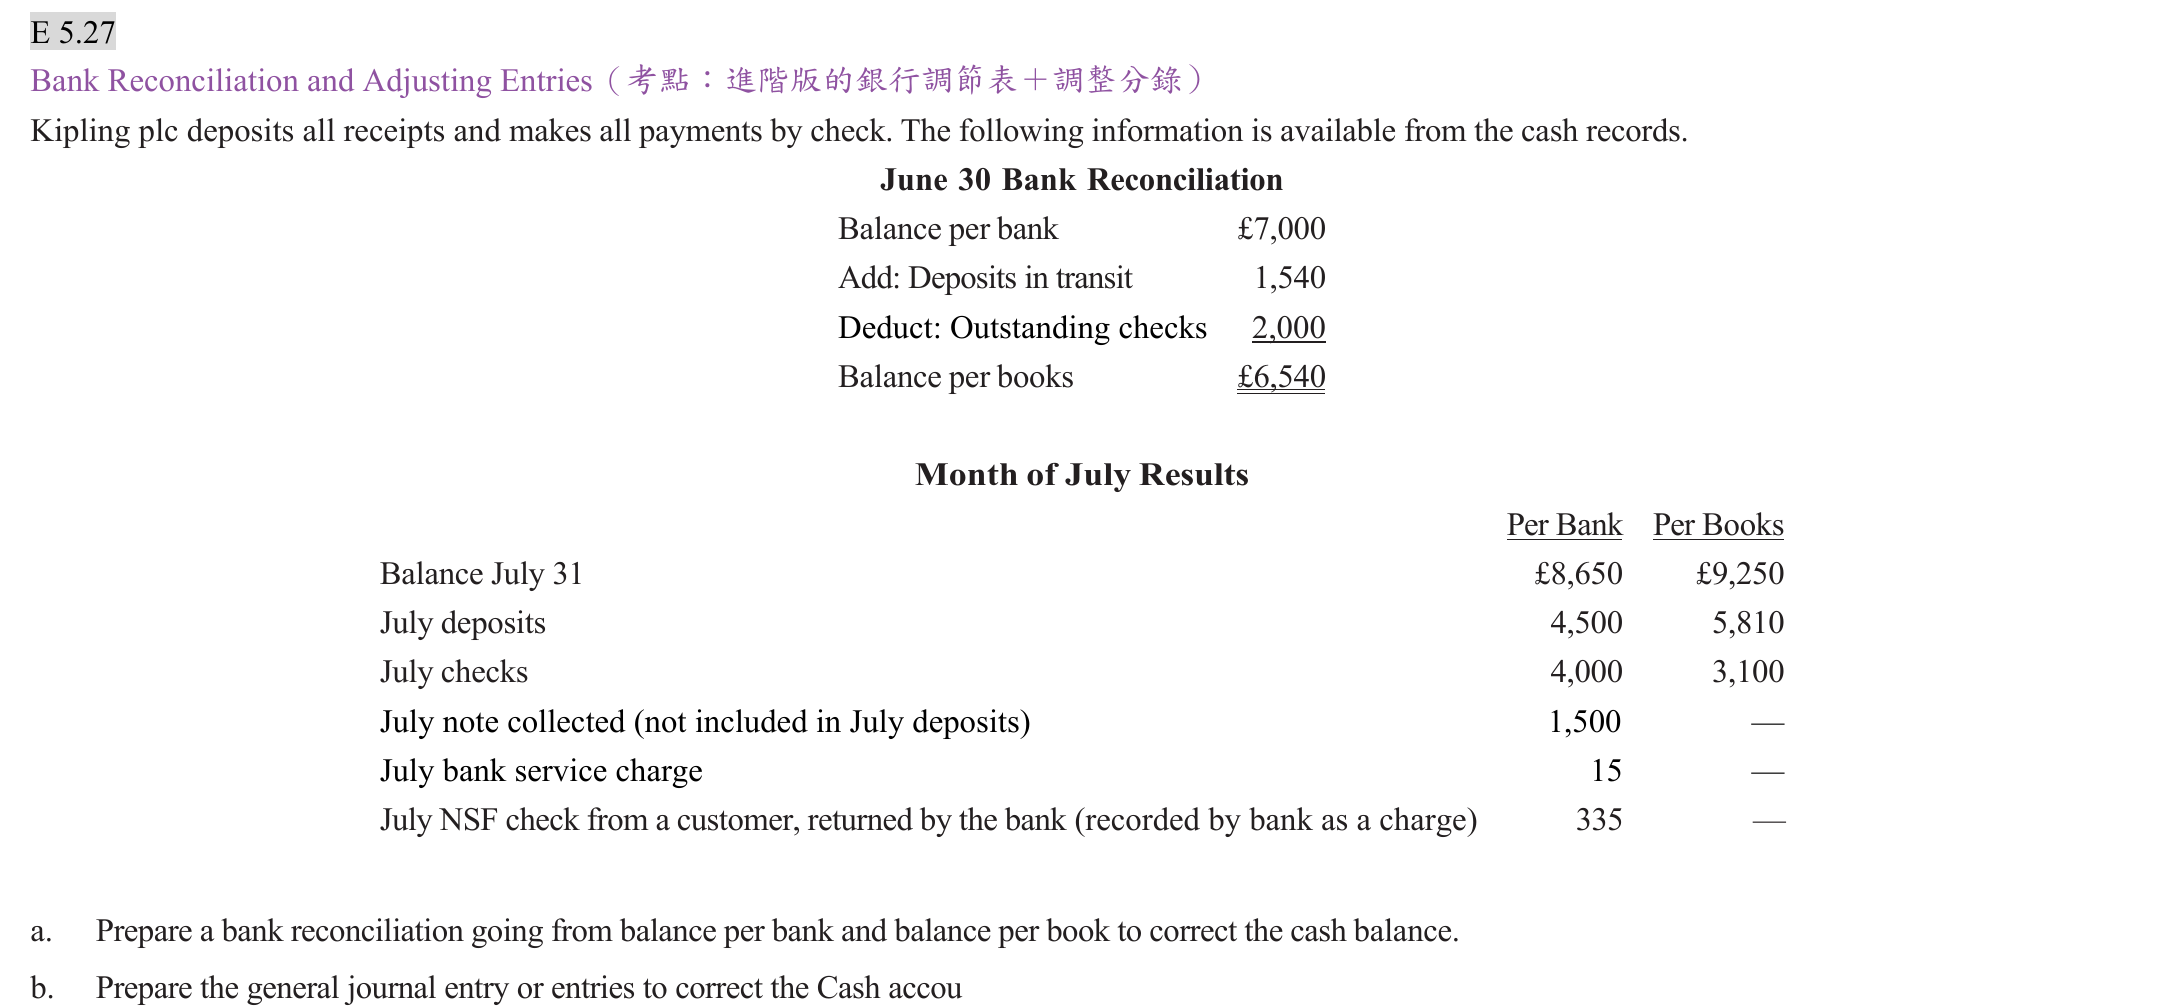 E 5.27
Bank Reconciliation and Adjusting Entries（考點：進階版的銀行調節表＋調整分錄）
Kipling plc deposits all receipts and makes all payments by check. The following information is available from the cash records.
June 30 Bank Reconciliation
Balance per bank £7,000
Add: Deposits in transit 1,540
Deduct: Outstanding checks 2,000
Balance per books £6,540
Month of July Results
Per Bank Per Books
Balance July 31 £8,650 £9,250
July deposits 4,500 5,810
July checks 4,000 3,100
July note collected (not included in July deposits) 1,500 —
July bank service charge 15 —
July NSF check from a customer, returned by the bank (recorded by bank as a charge) 335 —
a. Prepare a bank reconciliation going from balance per bank and balance per book to correct the cash balance.
b. Prepare the general journal entry or entries to correct the Cash accou